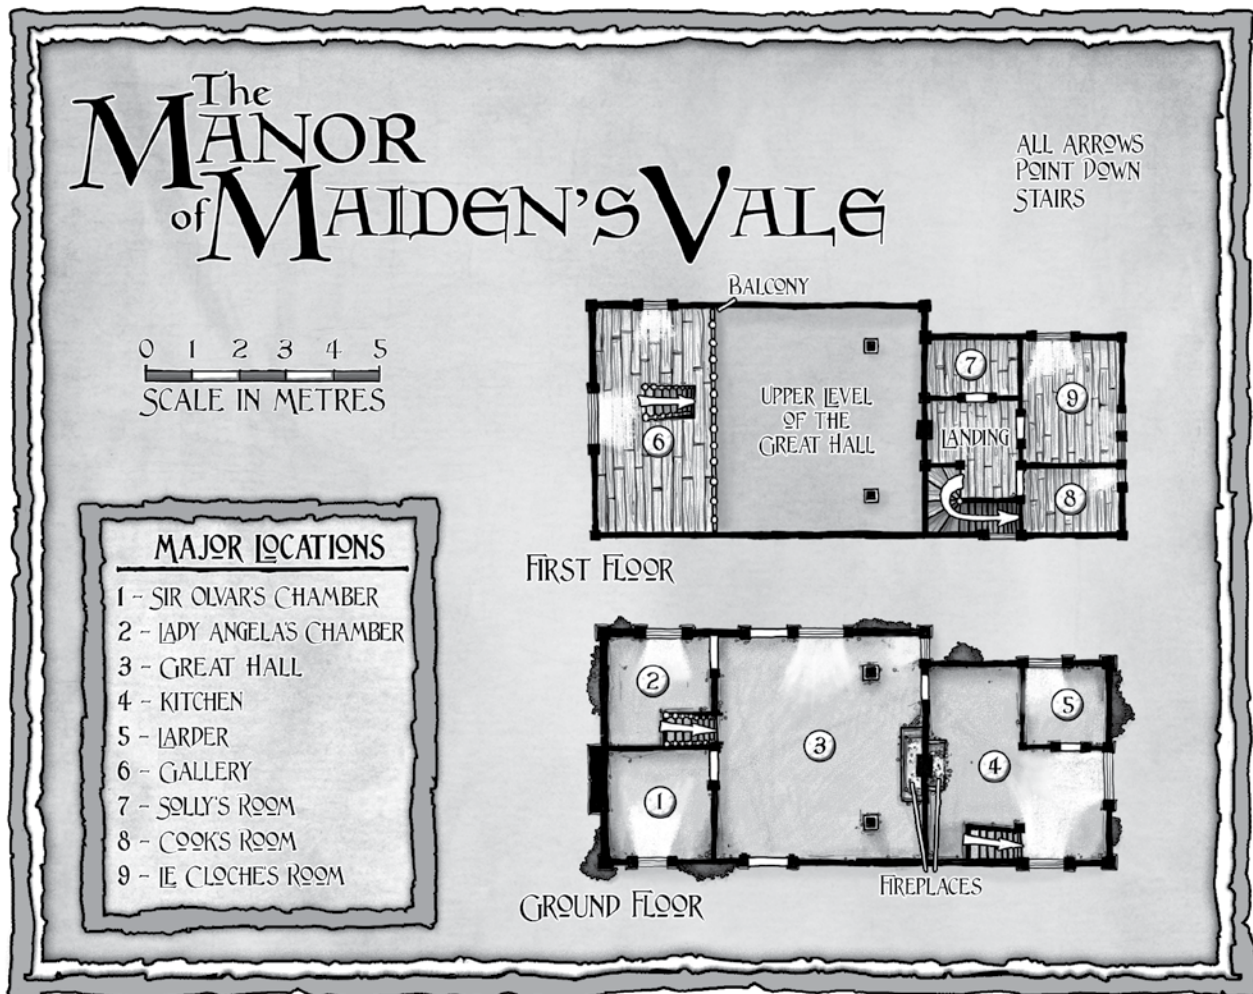 The
MANOR
of MAIDEN'S VALE
ALL ARROWS
POINT DOWN
STAIRS
0 1 2 3 4 5
SCALE IN METRES
BALCONY
UPPER LEVEL
OF THE
GREAT HALL
LANDING
6
7
8
9
FIRST FLOOR
MAJOR LOCATIONS
1 - SIR OLVAR'S CHAMBER
2 - LADY ANGELA'S CHAMBER
3 - GREAT HALL
4 - KITCHEN
5 - LARDER
6 - GALLERY
7 - SOLLY'S ROOM
8 - COOK'S ROOM
9 - LE CLOCHE'S ROOM
2
1
3
4
5
FIREPLACES
GROUND FLOOR